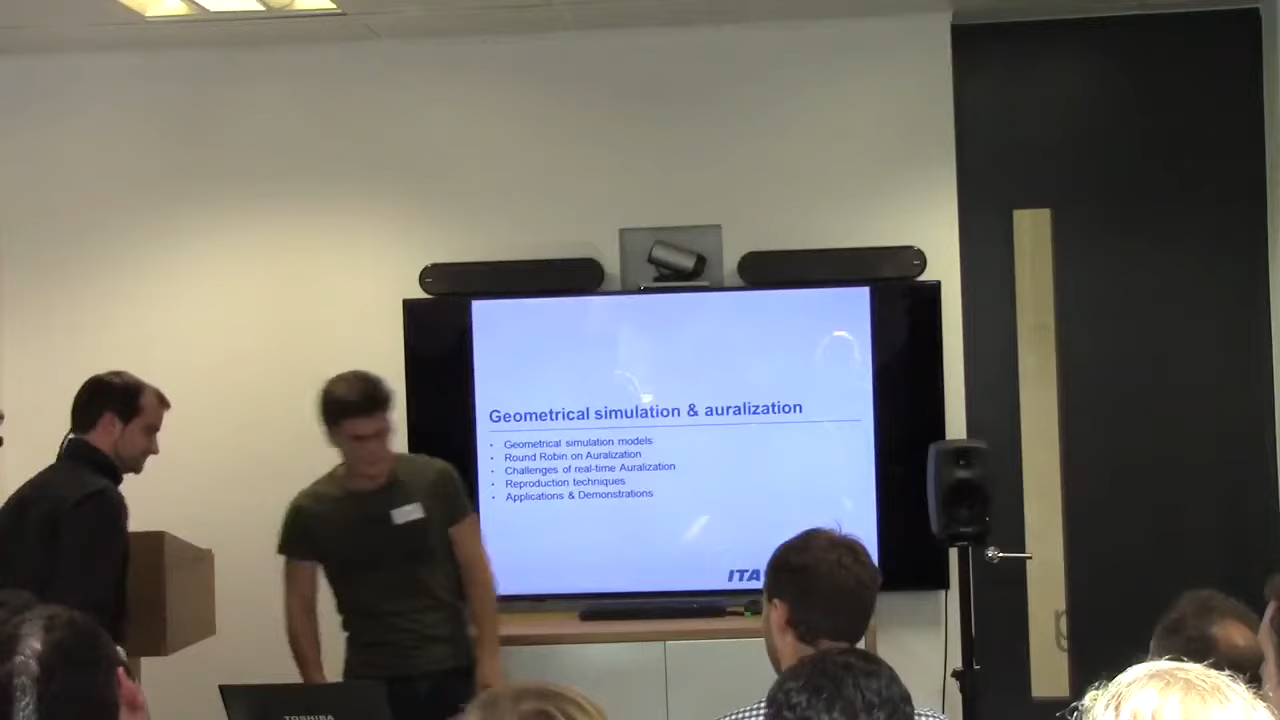 Geometrical simulation & auralization
• Geometrical simulation models
• Round Robin on Auralization
• Challenges of real-time Auralization
• Reproduction techniques
• Applications & Demonstrations
ITA
TOSHIBA